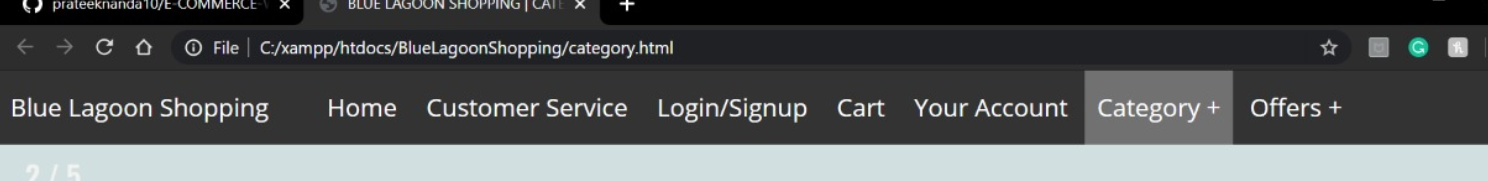 prateeknanda10/E-COMMERCE- BLUE LAGOON SHOPPING | CATE
File C:/xampp/htdocs/BlueLagoonShopping/category.html
Blue Lagoon Shopping Home Customer Service Login/Signup Cart Your Account Category + Offers +
2 / 5